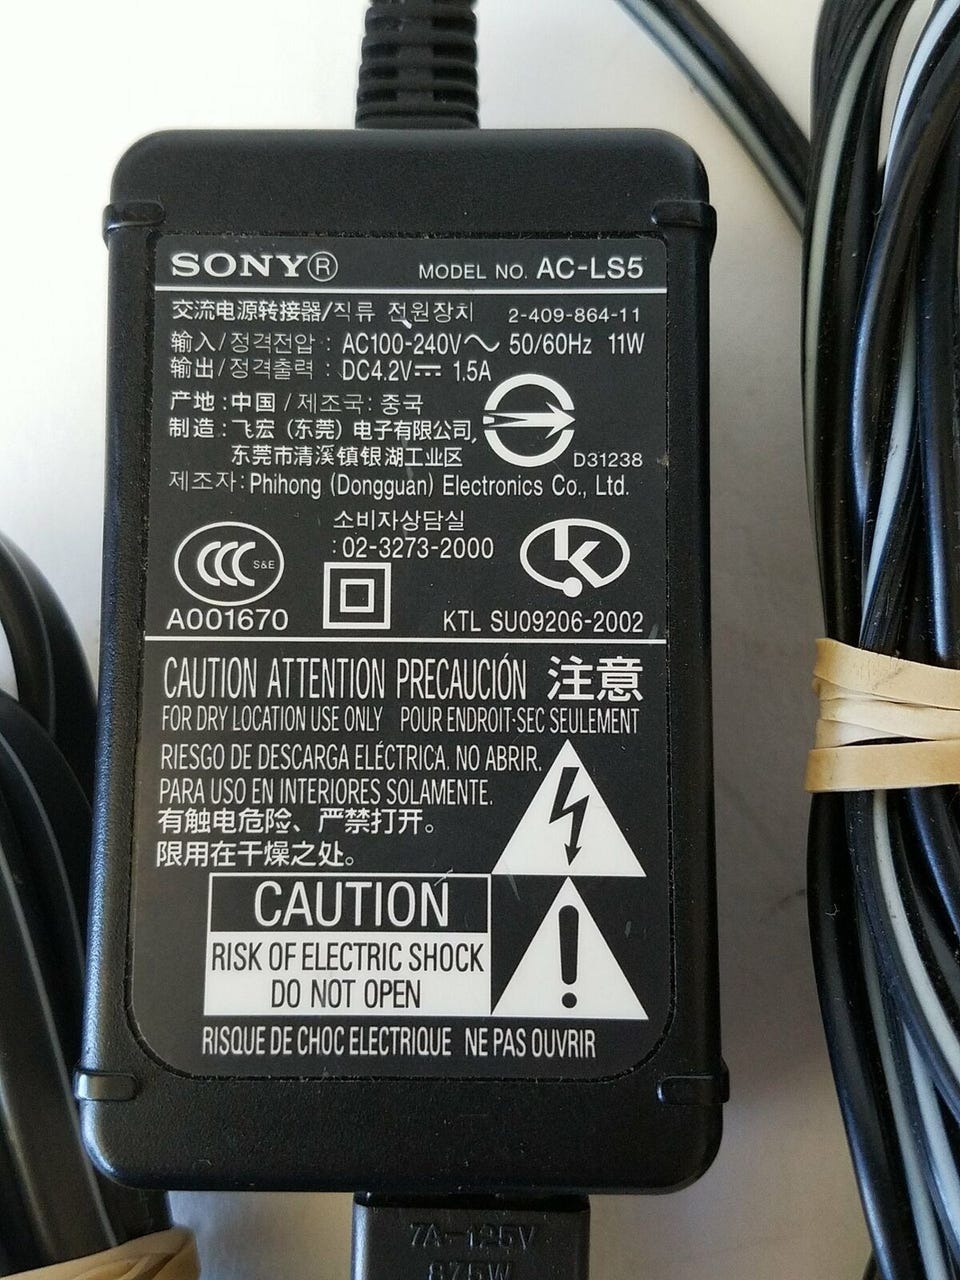 SONY® MODEL NO. AC-LS5
交流电源转接器/직류 전원장치 2-409-864-11
输入/정격전압 : AC100-240V～ 50/60Hz 11W
输出/정격출력 : DC4.2V⎓ 1.5A
产地:中国/제조국: 중국
制造:飞宏(东莞)电子有限公司,
东莞市清溪镇银湖工业区
D31238
제조자: Phihong (Dongguan) Electronics Co., Ltd.
소비자상담실
:02-3273-2000
CCC S&E
A001670
KTL SU09206-2002
CAUTION ATTENTION PRECAUCIÓN 注意
FOR DRY LOCATION USE ONLY POUR ENDROIT·SEC SEULEMENT
RIESGO DE DESCARGA ELÉCTRICA. NO ABRIR.
PARA USO EN INTERIORES SOLAMENTE.
有触电危险、严禁打开。
限用在干燥之处。
CAUTION
RISK OF ELECTRIC SHOCK
DO NOT OPEN
RISQUE DE CHOC ELECTRIQUE NE PAS OUVRIR
7A-125V
875W